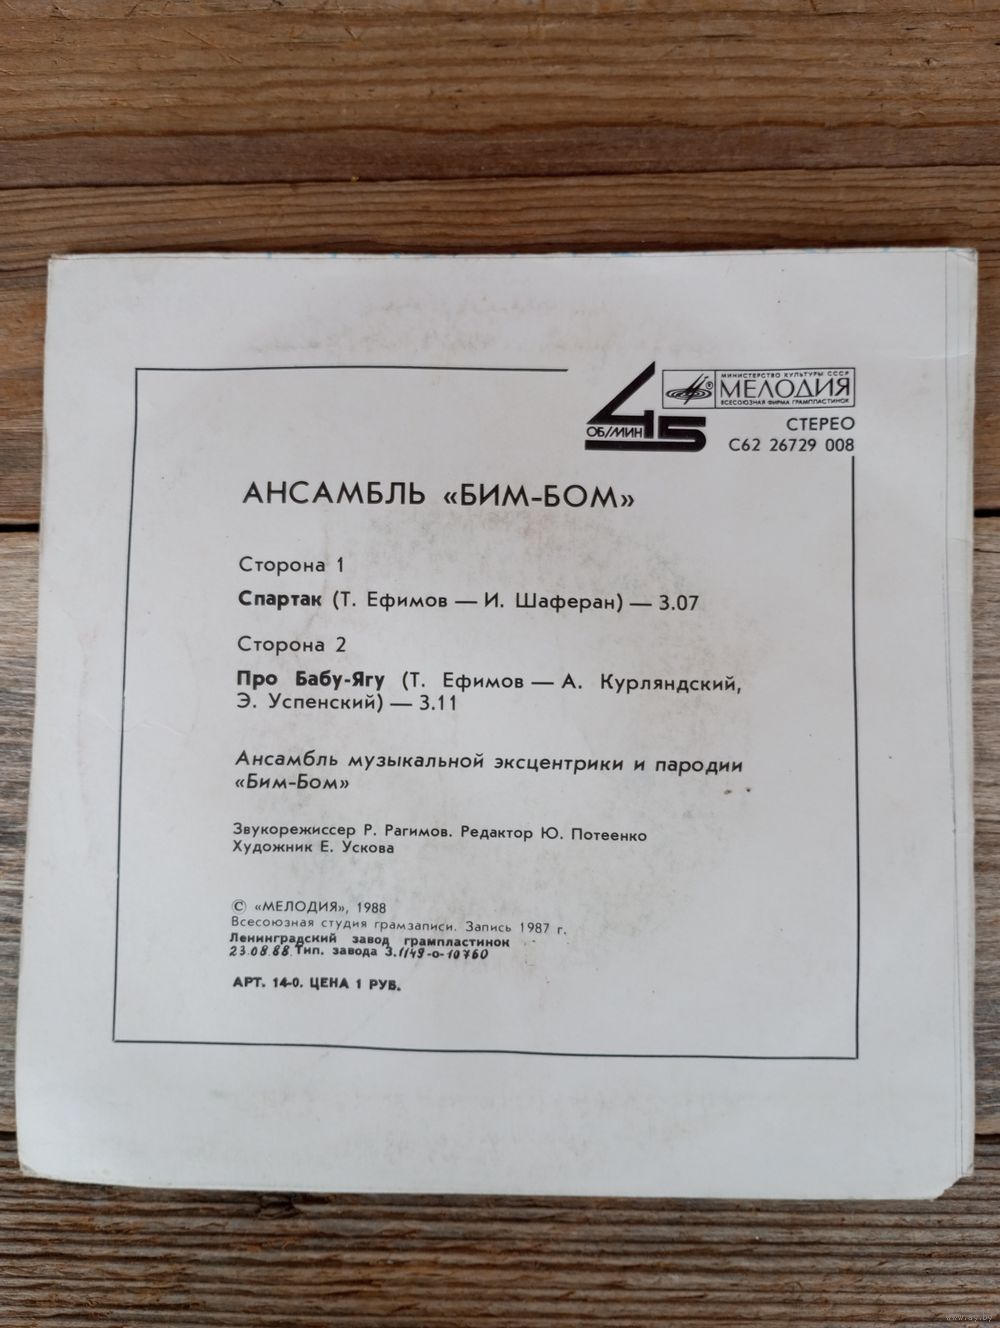 45
ОБ/МИН
МИНИСТЕРСТВО КУЛЬТУРЫ СССР
МЕЛОДИЯ
ВСЕСОЮЗНАЯ ФИРМА ГРАМПЛАСТИНОК
СТЕРЕО
С62 26729 008
АНСАМБЛЬ «БИМ-БОМ»
Сторона 1
Спартак (Т. Ефимов — И. Шаферан) — 3.07
Сторона 2
Про Бабу-Ягу (Т. Ефимов — А. Курляндский,
Э. Успенский) — 3.11
Ансамбль музыкальной эксцентрики и пародии
«Бим-Бом»
Звукорежиссер Р. Рагимов. Редактор Ю. Потеенко
Художник Е. Ускова
© «МЕЛОДИЯ», 1988
Всесоюзная студия грамзаписи. Запись 1987 г.
Ленинградский завод грампластинок
23.08.88. Тип. завода З.1149-о-10760
АРТ. 14-0. ЦЕНА 1 РУБ.
www.ay.by